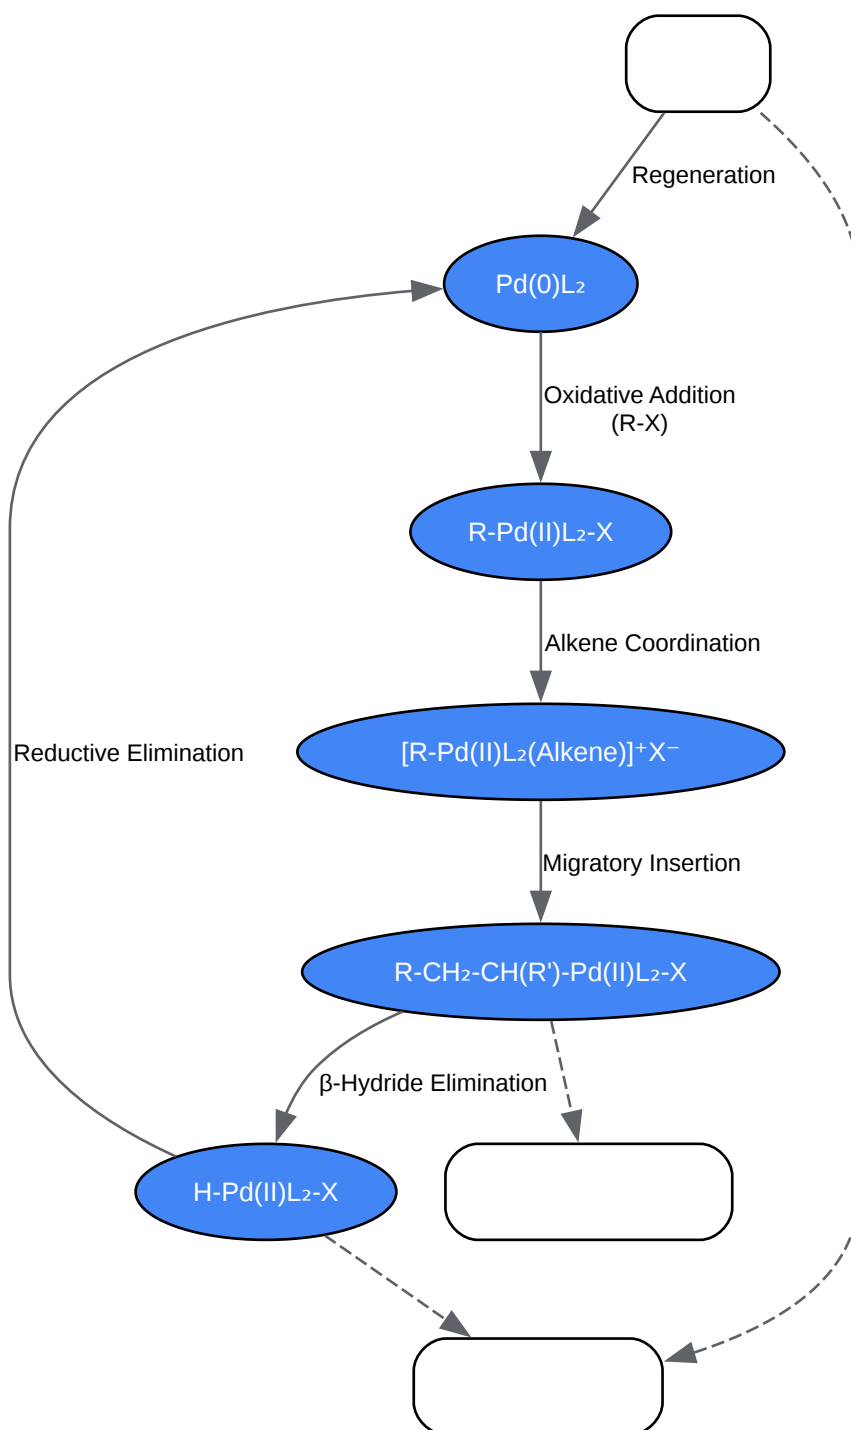 Regeneration
Pd(0)L₂
Oxidative Addition
(R-X)
R-Pd(II)L₂-X
Alkene Coordination
[R-Pd(II)L₂(Alkene)]⁺X⁻
Reductive Elimination
Migratory Insertion
R-CH₂-CH(R')-Pd(II)L₂-X
β-Hydride Elimination
H-Pd(II)L₂-X